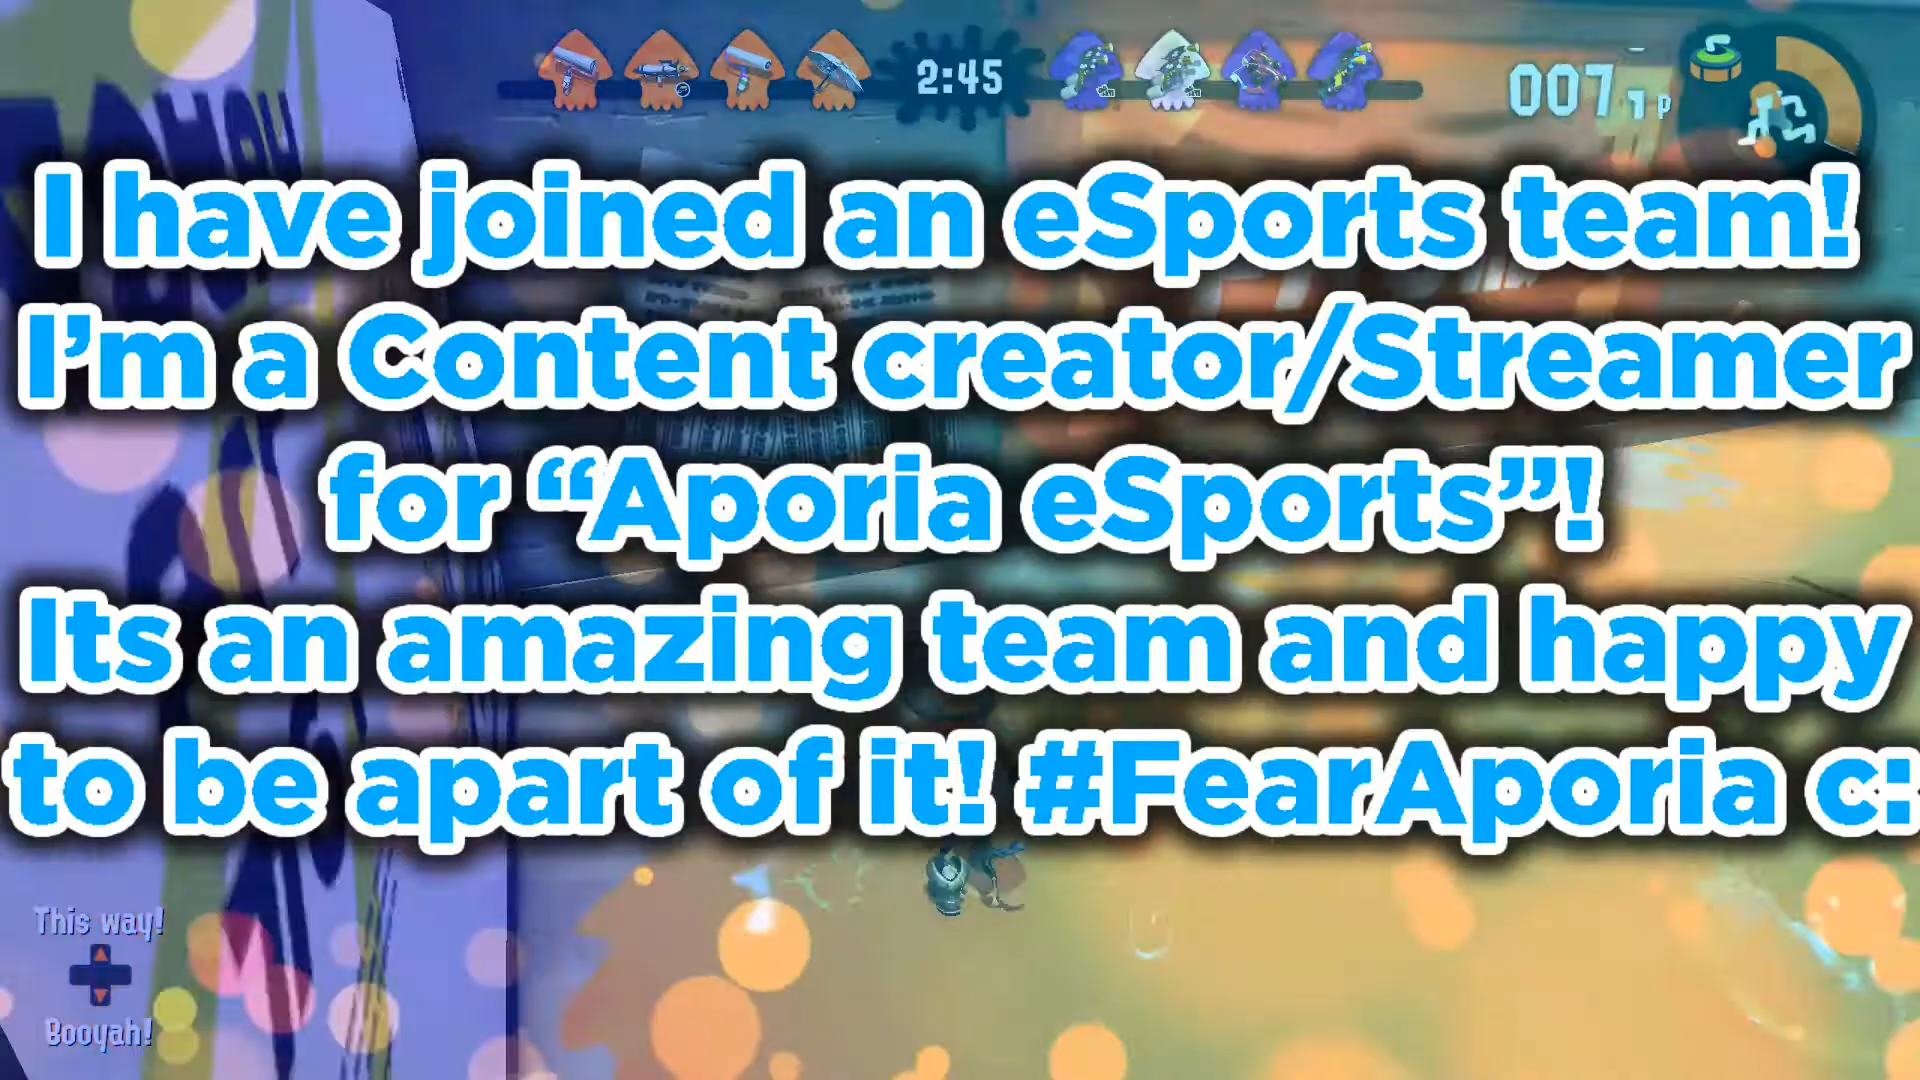 2:45
007 1 p
I have joined an eSports team!
I’m a Content creator/Streamer
for “Aporia eSports”!
Its an amazing team and happy
to be apart of it! #FearAporia c:
This way!
Booyah!